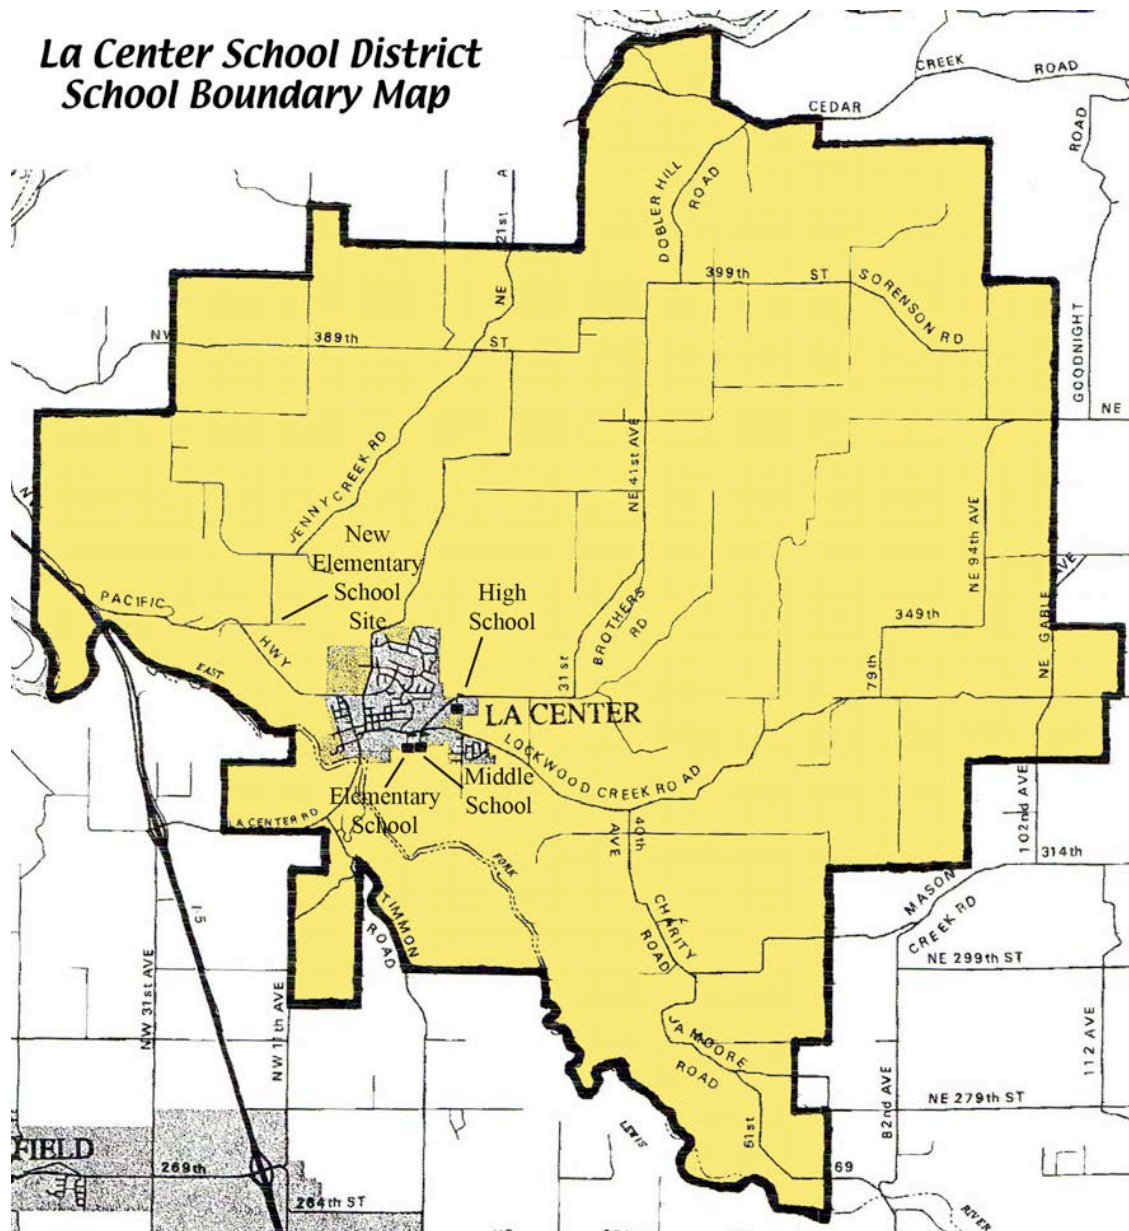 La Center School District
School Boundary Map
CREEK ROAD
CEDAR
ROAD
DOBLER HILL
ROAD
21st A
NE
399th ST
SORENSON RD
GOODNIGHT
NW
389th ST
NE
JENNY CREEK RD
NE 41st AVE
NE 94th AVE
New
Elementary
School
Site
High
School
PACIFIC
HWY
EAST
BROTHERS
RD
31st
349th
79th
NE GABLE AVE
LA CENTER
LOCKWOOD CREEK ROAD
Middle
School
Elementary
School
LA CENTER RD
40th
AVE
102nd AVE
314th
FORK
MASON
CREEK RD
TIMMON
ROAD
CHARITY
ROAD
I-5
NE 299th ST
NW 31st AVE
NW 11th AVE
JA MOORE
ROAD
112 AVE
82nd AVE
NE 279th ST
LEWIS
61st
69
FIELD
269th
264th ST
RIVER